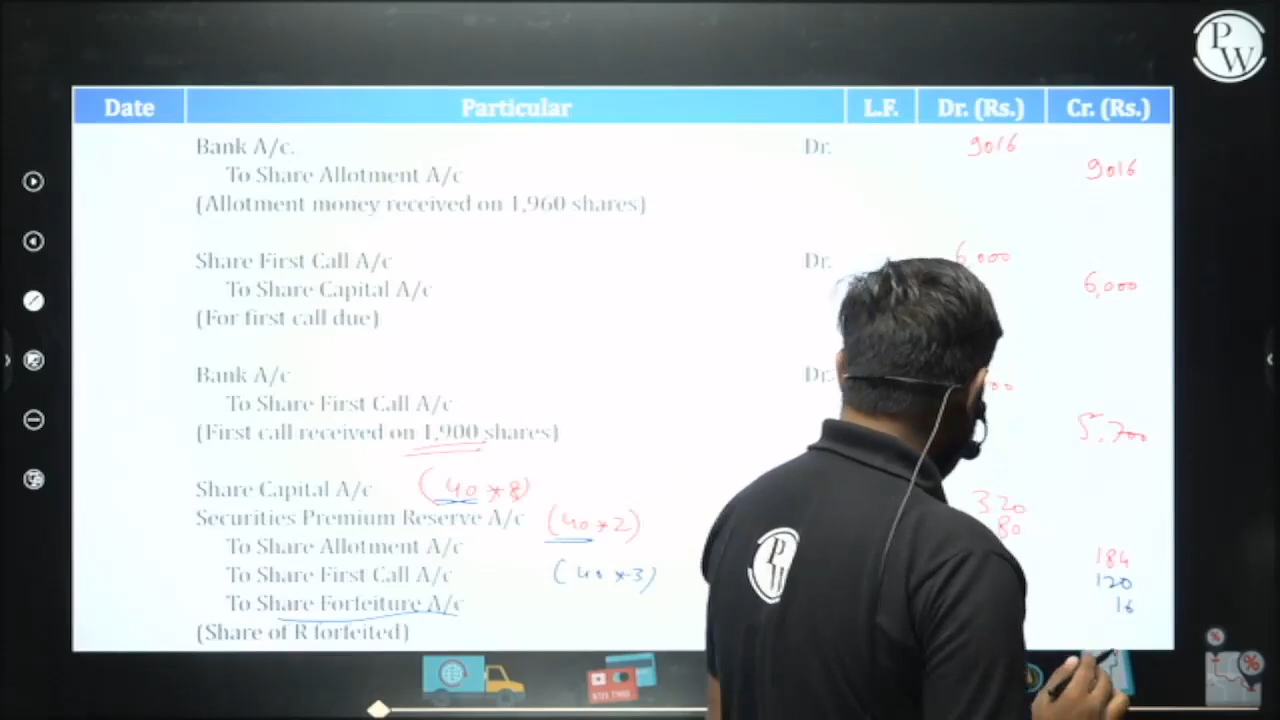 P W
Date Particular L.F. Dr. (Rs.) Cr. (Rs.)
Bank A/c. Dr. 9016
To Share Allotment A/c 9016
(Allotment money received on 1,960 shares)
Share First Call A/c Dr. 6,000
To Share Capital A/c 6,000
(For first call due)
Bank A/c Dr.
To Share First Call A/c
(First call received on 1,900 shares) 5,700
Share Capital A/c (40 * 8) 320
Securities Premium Reserve A/c (40 * 2) 80
To Allotment A/c 184
To First Call A/c (40 * 3) 120
To Share Forfeiture A/c 16
(Share of R forfeited)
P W
%
%